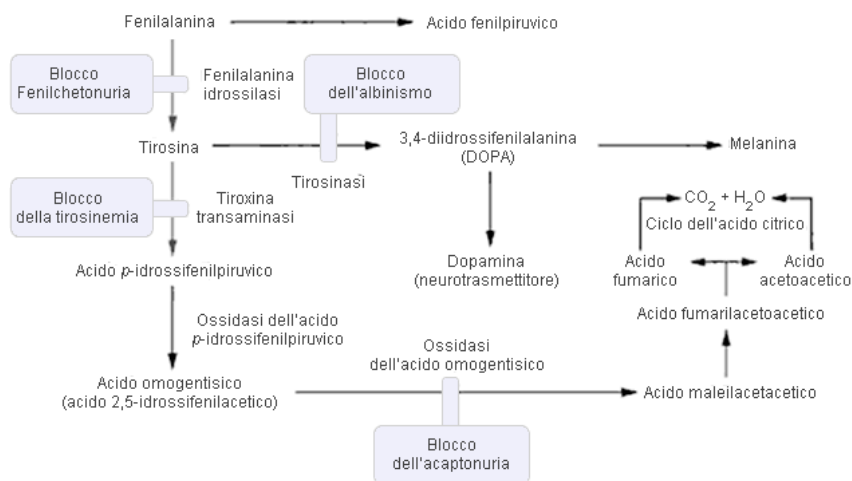 Fenilalanina
Acido fenilpiruvico
Blocco
Fenilchetonuria
Fenilalanina
idrossilasi
Blocco
dell'albinismo
Tirosina
3,4-diidrossifenilalanina
(DOPA)
Melanina
Tirosinasi
Blocco
della tirosinemia
Tiroxina
transaminasi
CO2 + H2O
Ciclo dell'acido citrico
Acido p-idrossifenilpiruvico
Dopamina
(neurotrasmettitore)
Acido
fumarico
Acido
acetoacetico
Ossidasi dell'acido
p-idrossifenilpiruvico
Acido fumarilacetoacetico
Ossidasi
dell'acido omogentisico
Acido omogentisico
(acido 2,5-idrossifenilacetico)
Acido maleilacetacetico
Blocco
dell'acaptonuria